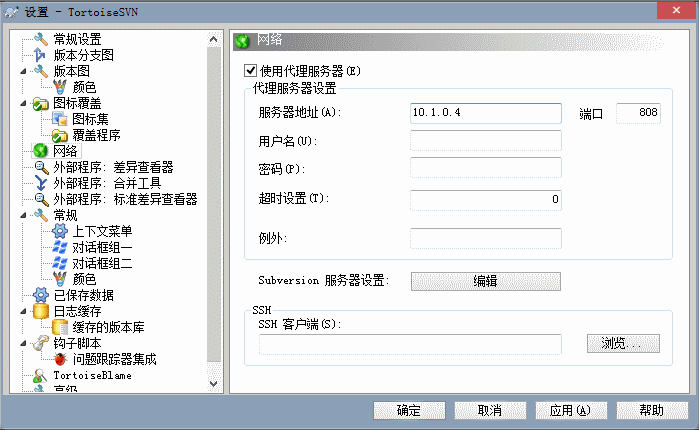 设置 - TortoiseSVN
常规设置
版本分支图
版本图
颜色
图标覆盖
图标集
覆盖程序
网络
外部程序: 差异查看器
外部程序: 合并工具
外部程序: 标准差异查看器
常规
上下文菜单
对话框组一
对话框组二
颜色
已保存数据
日志缓存
缓存的版本库
钩子脚本
问题跟踪器集成
TortoiseBlame
高级
网络
使用代理服务器(E)
代理服务器设置
服务器地址(A): 10.1.0.4 端口 808
用户名(U):
密码(P):
超时设置(T): 0
例外:
Subversion 服务器设置: 编辑
SSH
SSH 客户端(S):
浏览...
确定 取消 应用(A) 帮助